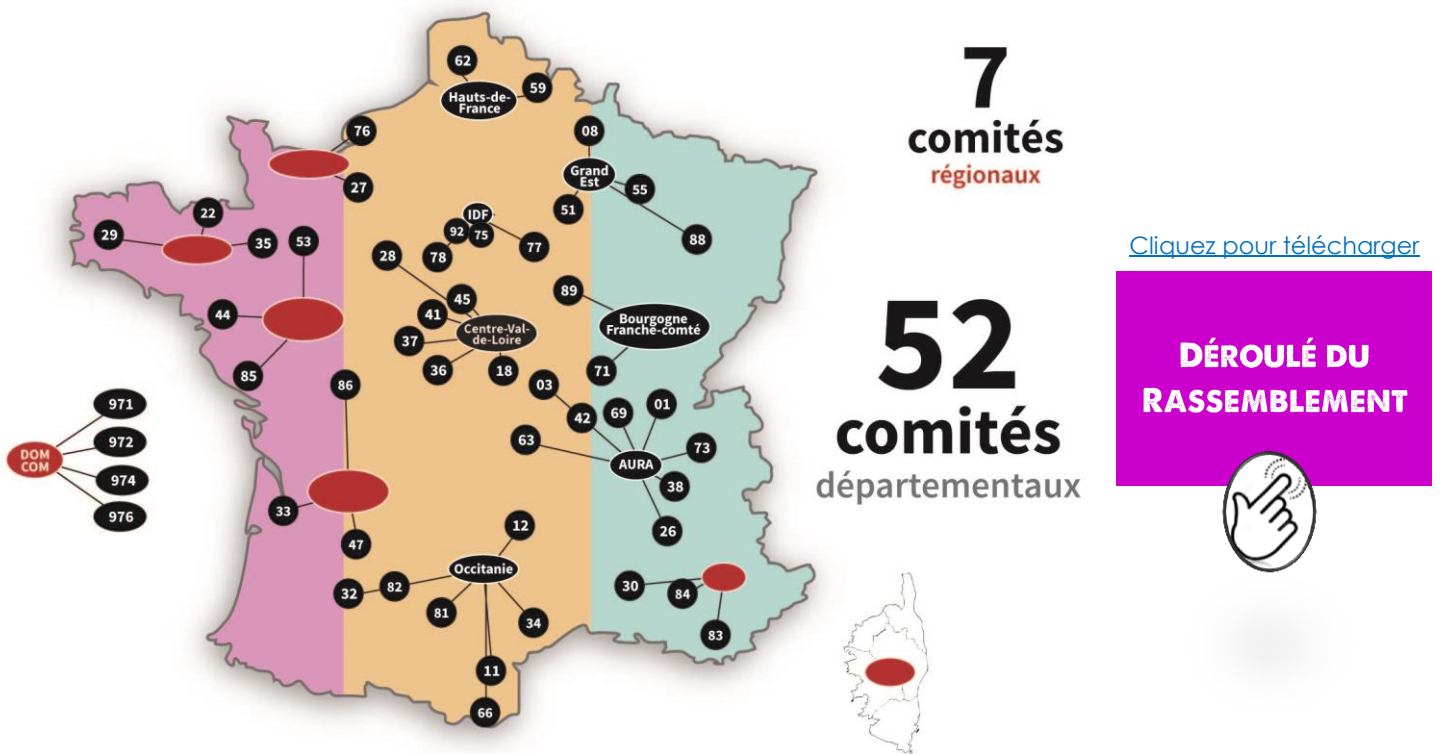 62
59
Hauts-de-
France
76
27
08
Grand
Est
55
51
88
22
29
35
53
IDF
92
75
78
77
28
45
41
Centre-Val-
de-Loire
37
36
18
44
85
89
Bourgogne
Franche-comté
71
86
03
42
69
01
63
73
AURA
38
26
971
972
DOM
COM
974
976
33
47
12
Occitanie
32
82
81
34
11
66
30
84
83
7
comités
régionaux
52
comités
départementaux
Cliquez pour télécharger
DÉROULÉ DU
RASSEMBLEMENT